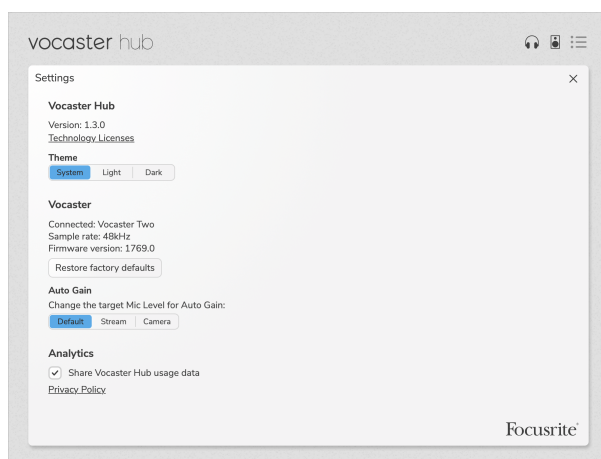 vocaster hub
Settings
Vocaster Hub
Version: 1.3.0
Technology Licenses
Theme
System Light Dark
Vocaster
Connected: Vocaster Two
Sample rate: 48kHz
Firmware version: 1769.0
Restore factory defaults
Auto Gain
Change the target Mic Level for Auto Gain:
Default Stream Camera
Analytics
Share Vocaster Hub usage data
Privacy Policy
Focusrite